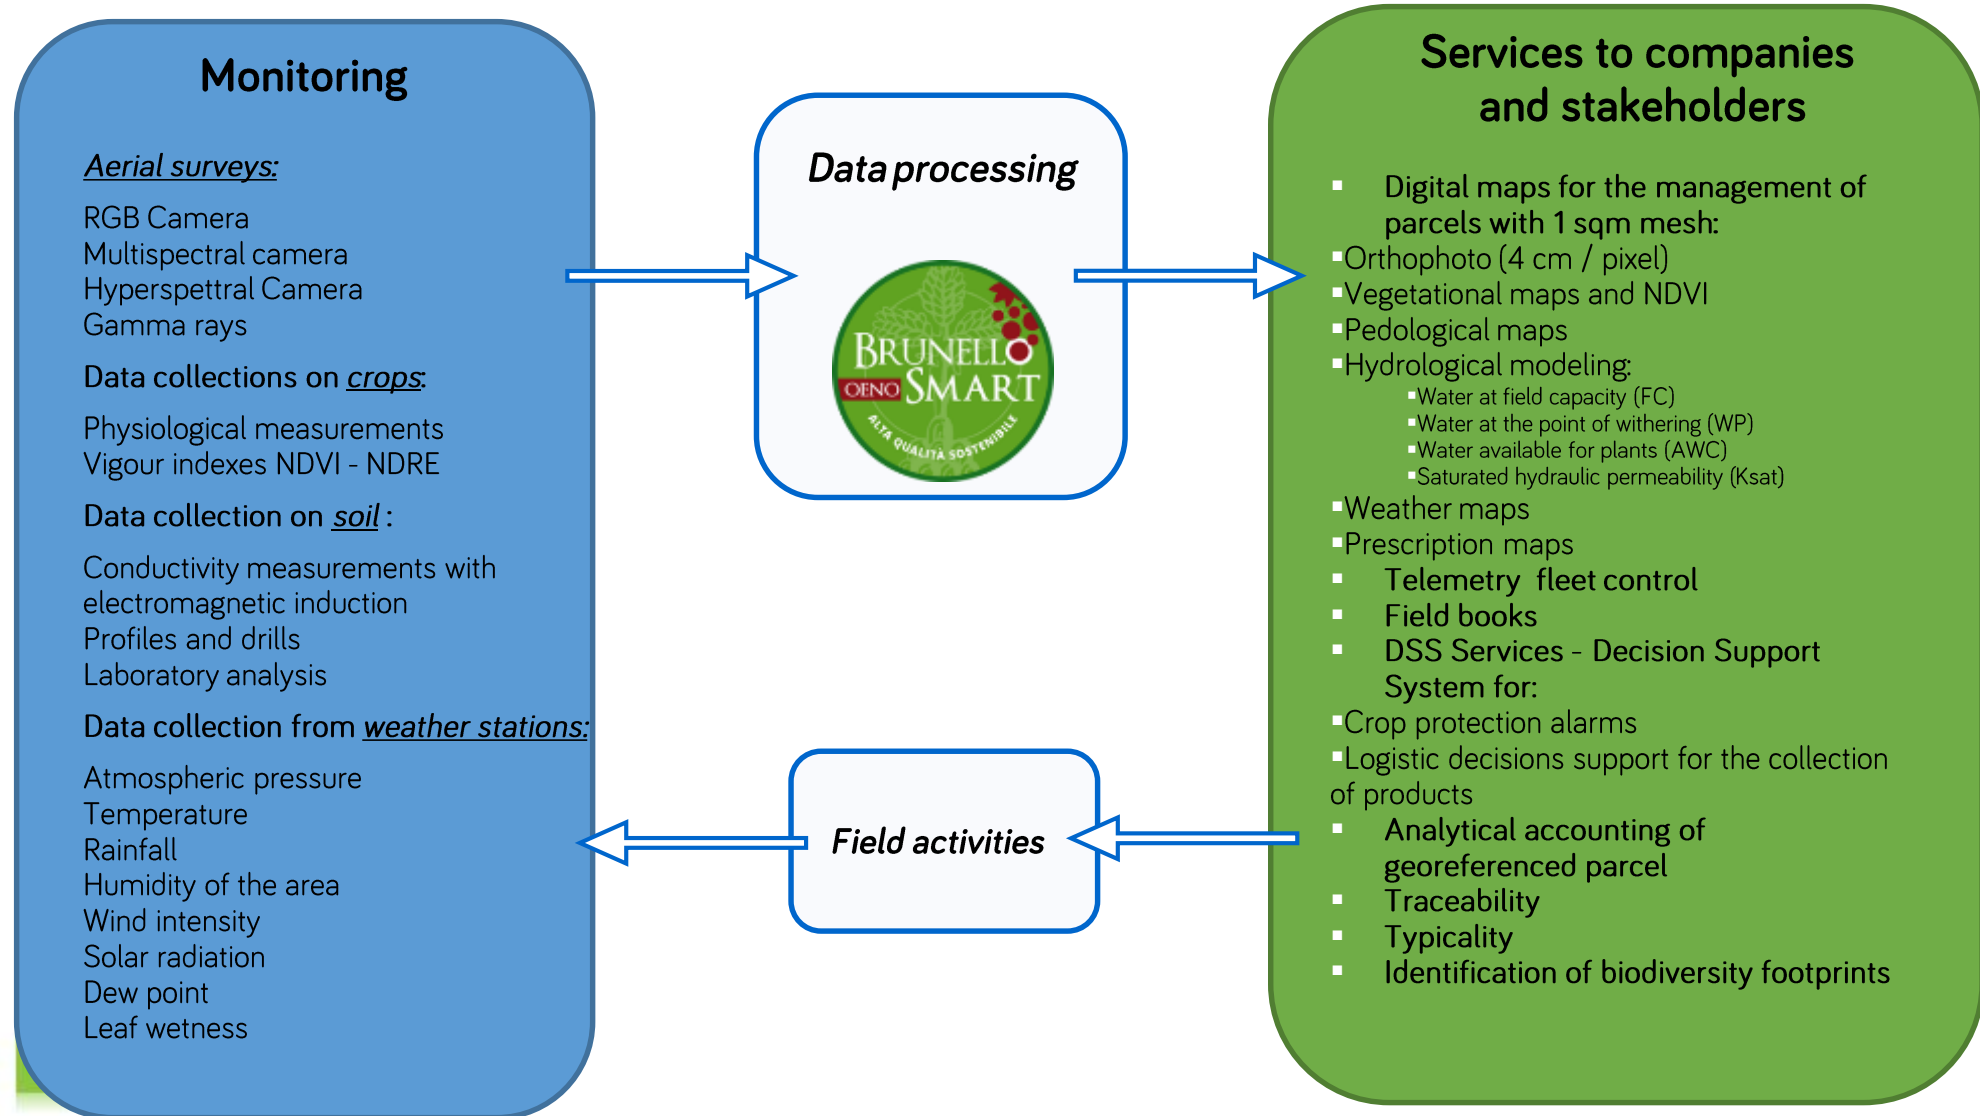 Monitoring
Aerial surveys:
RGB Camera
Multispectral camera
Hyperspettral Camera
Gamma rays
Data collections on crops:
Physiological measurements
Vigour indexes NDVI - NDRE
Data collection on soil :
Conductivity measurements with
electromagnetic induction
Profiles and drills
Laboratory analysis
Data collection from weather stations:
Atmospheric pressure
Temperature
Rainfall
Humidity of the area
Wind intensity
Solar radiation
Dew point
Leaf wetness
Data processing
BRUNELLO
OENO SMART
ALTA QUALITÀ SOSTENIBILE
Field activities
Services to companies
and stakeholders
▪ Digital maps for the management of
parcels with 1 sqm mesh:
▪Orthophoto (4 cm / pixel)
▪Vegetational maps and NDVI
▪Pedological maps
▪Hydrological modeling:
▪Water at field capacity (FC)
▪Water at the point of withering (WP)
▪Water available for plants (AWC)
▪Saturated hydraulic permeability (Ksat)
▪Weather maps
▪Prescription maps
▪ Telemetry fleet control
▪ Field books
▪ DSS Services - Decision Support
System for:
▪Crop protection alarms
▪Logistic decisions support for the collection
of products
▪ Analytical accounting of
georeferenced parcel
▪ Traceability
▪ Typicality
▪ Identification of biodiversity footprints